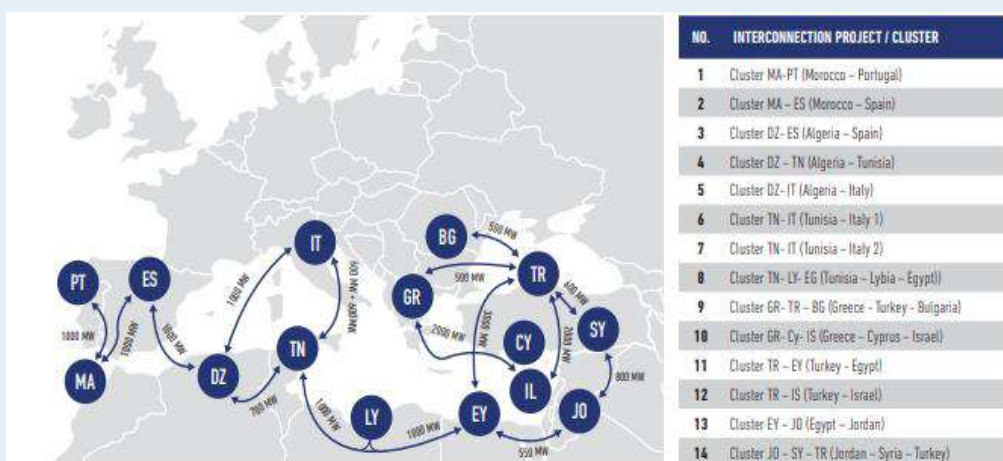 PT
ES
MA
DZ
IT
TN
LY
BG
GR
TR
CY
IL
SY
EY
JO
1000 MW
1000 MW
1000 MW
1000 MW
700 MW
600 MW + 600MW
1000 MW
1000 MW
500 MW
500 MW
2000 MW
600 MW
2000 MW
800 MW
550 MW
NO. INTERCONNECTION PROJECT / CLUSTER
1 Cluster MA-PT (Morocco – Portugal)
2 Cluster MA – ES (Morocco – Spain)
3 Cluster DZ- ES (Algeria – Spain)
4 Cluster DZ – TN (Algeria – Tunisia)
5 Cluster DZ- IT (Algeria – Italy)
6 Cluster TN- IT (Tunisia – Italy 1)
7 Cluster TN- IT (Tunisia – Italy 2)
8 Cluster TN- LY- EG (Tunisia – Lybia – Egypt))
9 Cluster GR- TR – BG (Greece - Turkey - Bulgaria)
10 Cluster GR- Cy- IS (Greece – Cyprus – Israel)
11 Cluster TR – EY (Turkey - Egypt)
12 Cluster TR – IS (Turkey – Israel)
13 Cluster EY – JO (Egypt – Jordan)
14 Cluster JO – SY – TR (Jordan – Syria – Turkey)